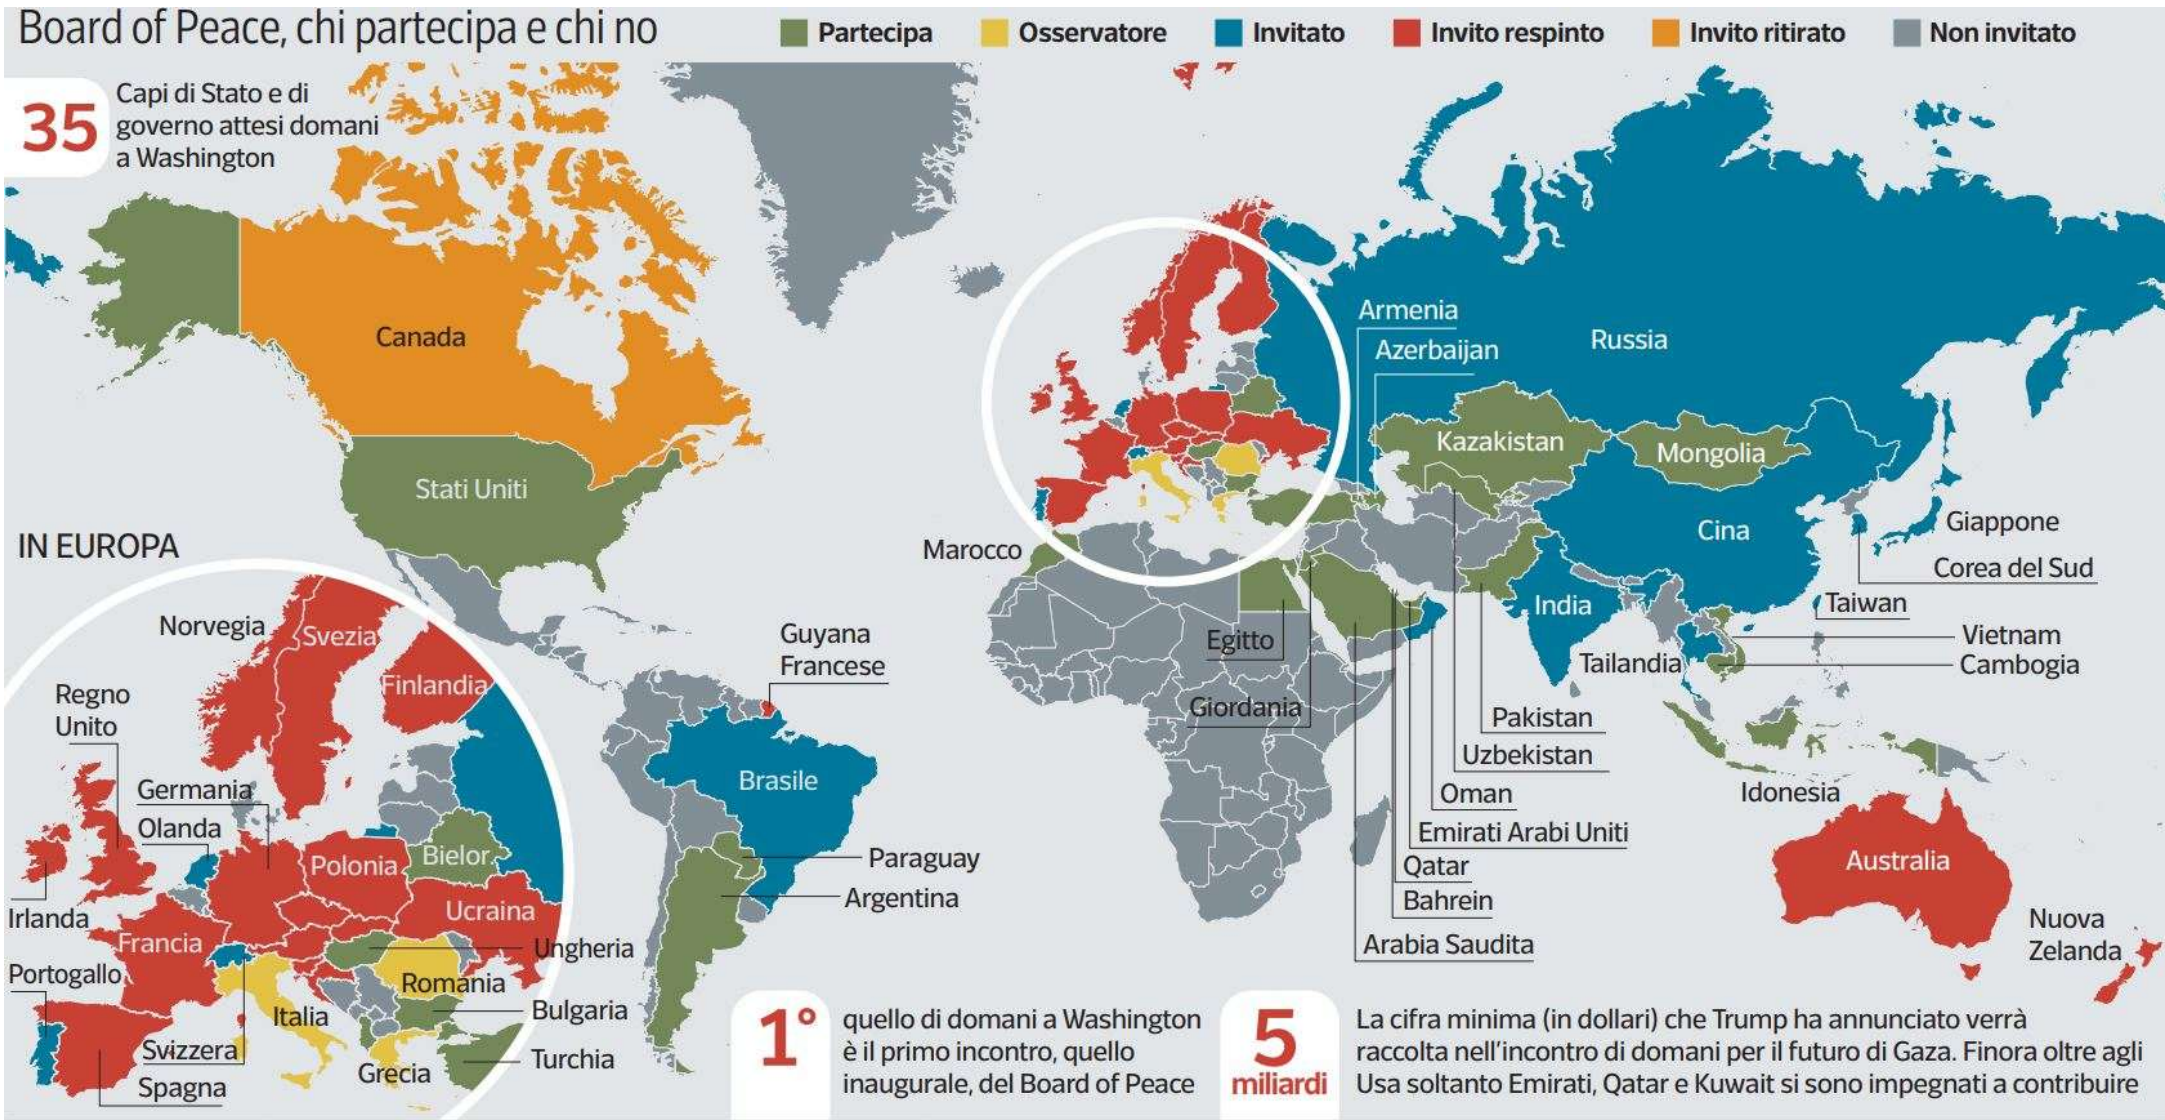 Board of Peace, chi partecipa e chi no
Partecipa
Osservatore
Invitato
Invito respinto
Invito ritirato
Non invitato
35
Capi di Stato e di
governo attesi domani
a Washington
Canada
Stati Uniti
Armenia
Azerbaijan
Russia
Kazakistan
Mongolia
Cina
Giappone
Corea del Sud
Marocco
India
Taiwan
Egitto
Tailandia
Vietnam
Cambogia
Giordania
Pakistan
Uzbekistan
Oman
Idonesia
Emirati Arabi Uniti
Qatar
Bahrein
Arabia Saudita
Australia
Nuova
Zelanda
Guyana
Francese
Brasile
Paraguay
Argentina
IN EUROPA
Norvegia
Svezia
Finlandia
Regno
Unito
Germania
Olanda
Polonia
Bielor.
Irlanda
Ucraina
Francia
Ungheria
Portogallo
Romania
Italia
Bulgaria
Svizzera
Turchia
Grecia
Spagna
1°
quello di domani a Washington
è il primo incontro, quello
inaugurale, del Board of Peace
5
miliardi
La cifra minima (in dollari) che Trump ha annunciato verrà
raccolta nell'incontro di domani per il futuro di Gaza. Finora oltre agli
Usa soltanto Emirati, Qatar e Kuwait si sono impegnati a contribuire